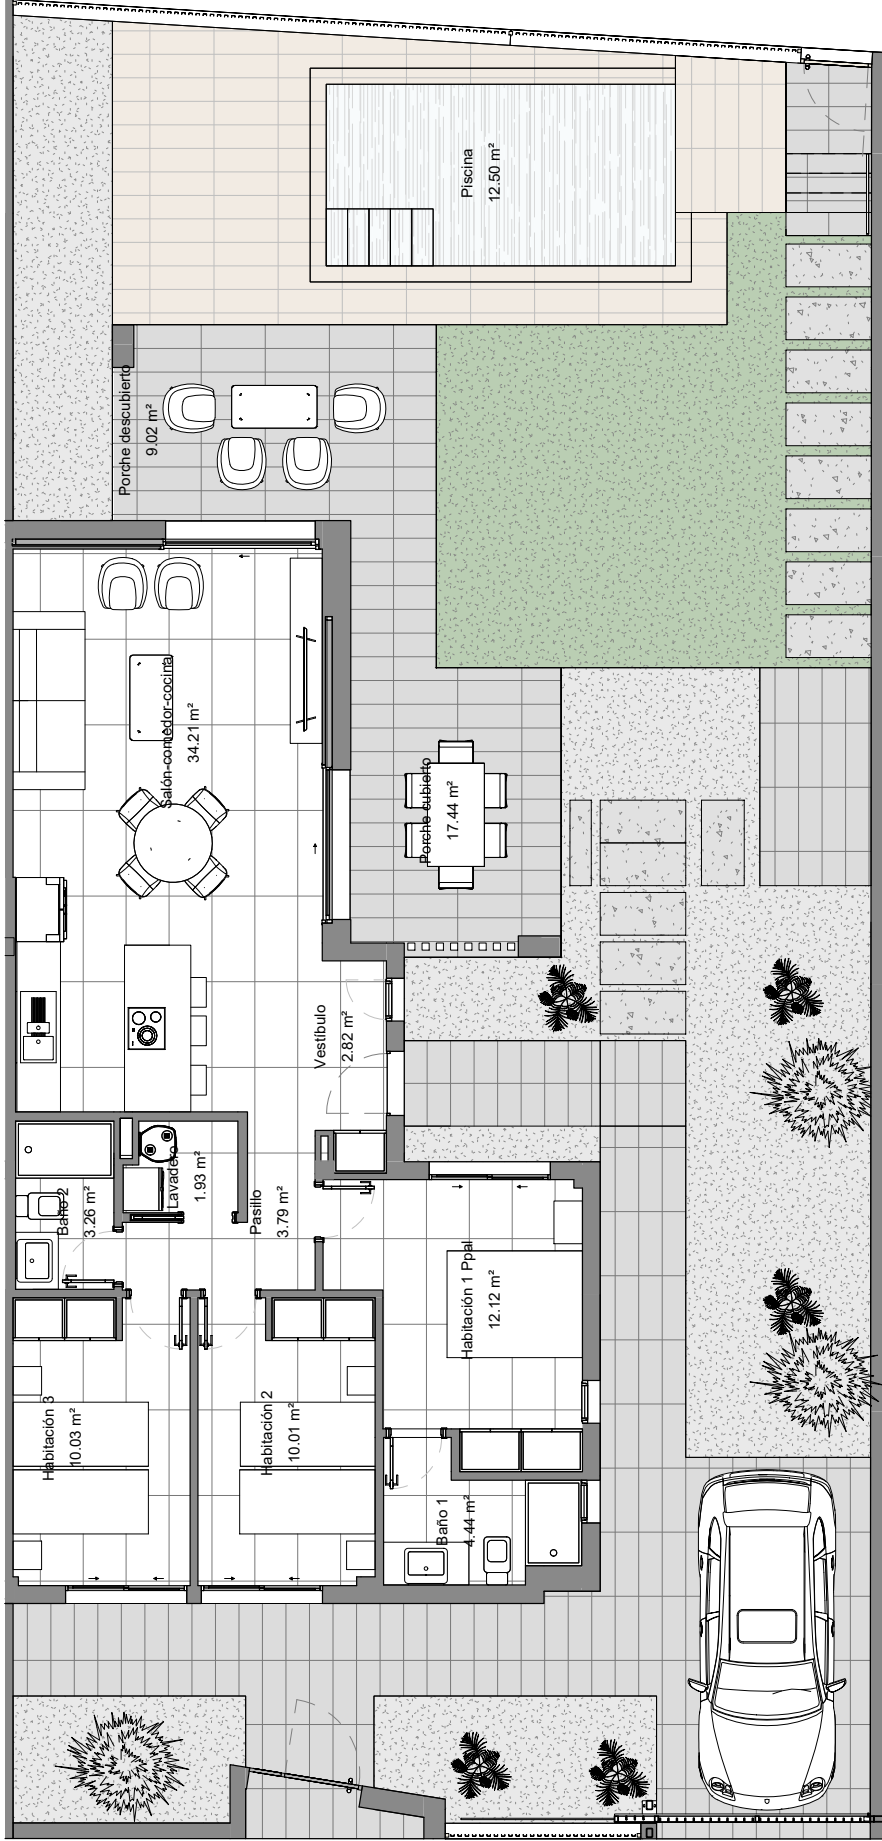 Piscina
12.50 m²
Porche descubierto
9.02 m²
Salón-comedor-cocina
34.21 m²
Porche cubierto
17.44 m²
Vestíbulo
2.82 m²
Baño 2
3.26 m²
Lavadero
1.93 m²
Pasillo
3.79 m²
Habitación 1 Ppal
12.12 m²
Habitación 3
10.03 m²
Habitación 2
10.01 m²
Baño 1
4.44 m²